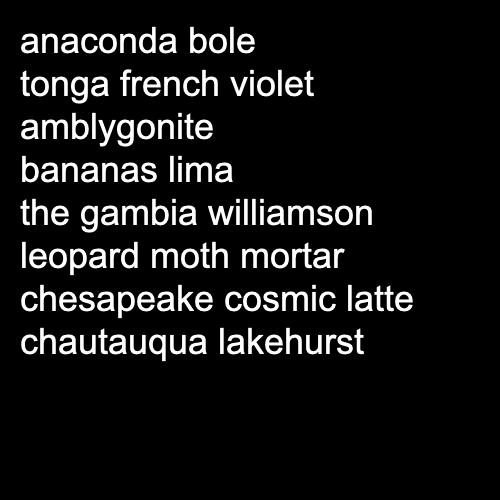 anaconda bole
tonga french violet
amblygonite
bananas lima
the gambia williamson
leopard moth mortar
chesapeake cosmic latte
chautauqua lakehurst